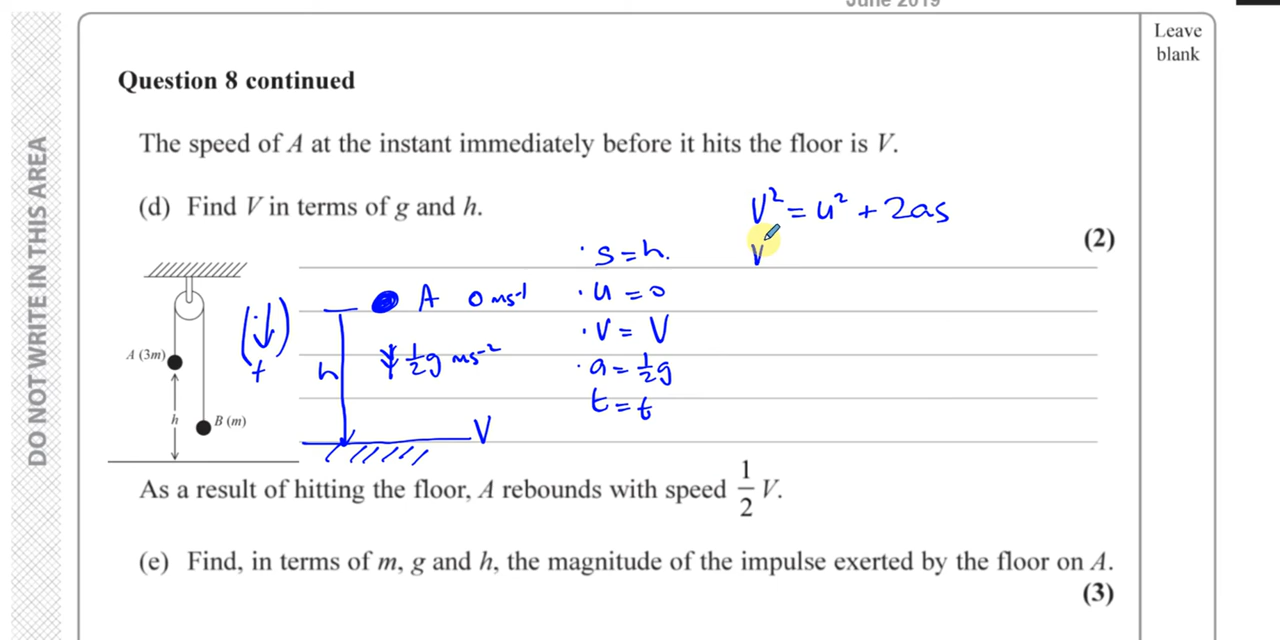 June 2019
Leave
blank
Question 8 continued
The speed of A at the instant immediately before it hits the floor is V.
(d) Find V in terms of g and h.
(2)
V² = u² + 2as
V
DO NOT WRITE IN THIS AREA
A (3m)
h
B (m)
(↓)
+
A 0 ms⁻¹
h
½g ms⁻²
V
· s = h.
· u = 0
· v = V
· a = ½g
t = t
As a result of hitting the floor, A rebounds with speed 1/2 V.
(e) Find, in terms of m, g and h, the magnitude of the impulse exerted by the floor on A.
(3)